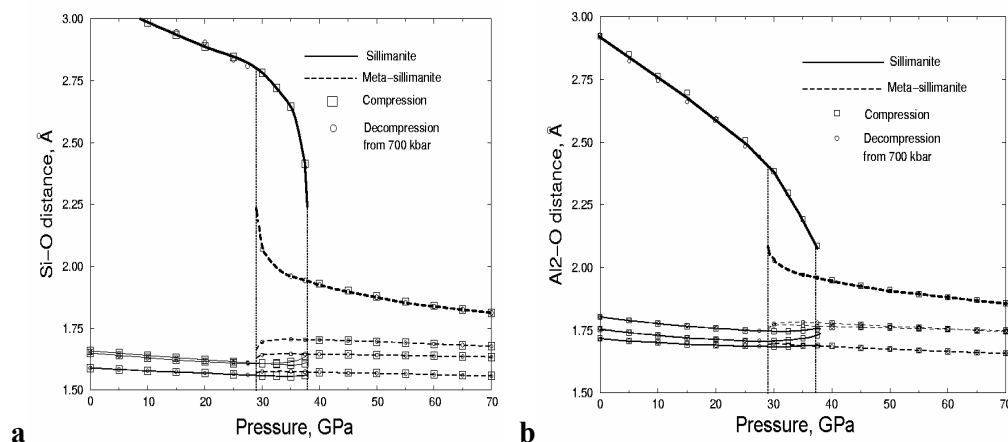 3.00
2.75
2.50
2.25
2.00
1.75
1.50
Si-O distance, Å
Sillimanite
Meta-sillimanite
Compression
Decompression
from 700 kbar
0 10 20 30 40 50 60 70
Pressure, GPa
a
3.00
2.75
2.50
2.25
2.00
1.75
1.50
Al2-O distance, Å
Sillimanite
Meta-sillimanite
Compression
Decompression
from 700 kbar
0 10 20 30 40 50 60 70
Pressure, GPa
b